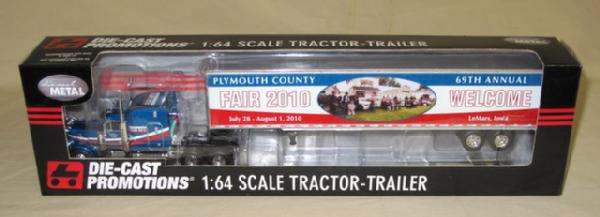 DIE-CAST
PROMOTIONS 1:64 SCALE TRACTOR-TRAILER
METAL
PLYMOUTH COUNTY 69TH ANNUAL
FAIR 2010 WELCOME
July 28 - August 1, 2010 LeMars, Iowa
DIE-CAST
PROMOTIONS 1:64 SCALE TRACTOR-TRAILER